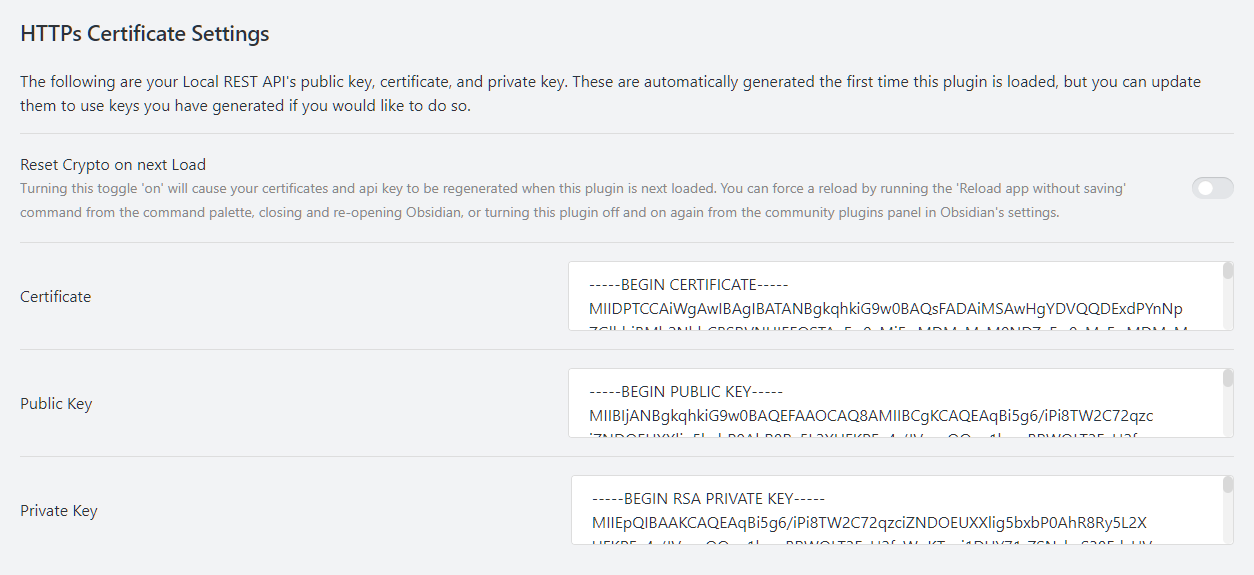 HTTPs Certificate Settings
The following are your Local REST API's public key, certificate, and private key. These are automatically generated the first time this plugin is loaded, but you can update
them to use keys you have generated if you would like to do so.
Reset Crypto on next Load
Turning this toggle 'on' will cause your certificates and api key to be regenerated when this plugin is next loaded. You can force a reload by running the 'Reload app without saving'
command from the command palette, closing and re-opening Obsidian, or turning this plugin off and on again from the community plugins panel in Obsidian's settings.
Certificate
-----BEGIN CERTIFICATE-----
MIIDPTCCAiWgAwIBAgIBATANBgkqhkiG9w0BAQsFADAiMSAwHgYDVQQDExdPYnNp
Public Key
-----BEGIN PUBLIC KEY-----
MIIBIjANBgkqhkiG9w0BAQEFAAOCAQ8AMIIBCgKCAQEAqBi5g6/iPi8TW2C72qzc
Private Key
-----BEGIN RSA PRIVATE KEY-----
MIIEpQIBAAKCAQEAqBi5g6/iPi8TW2C72qzciZNDOEUXXlig5bxbP0AhR8Ry5L2X